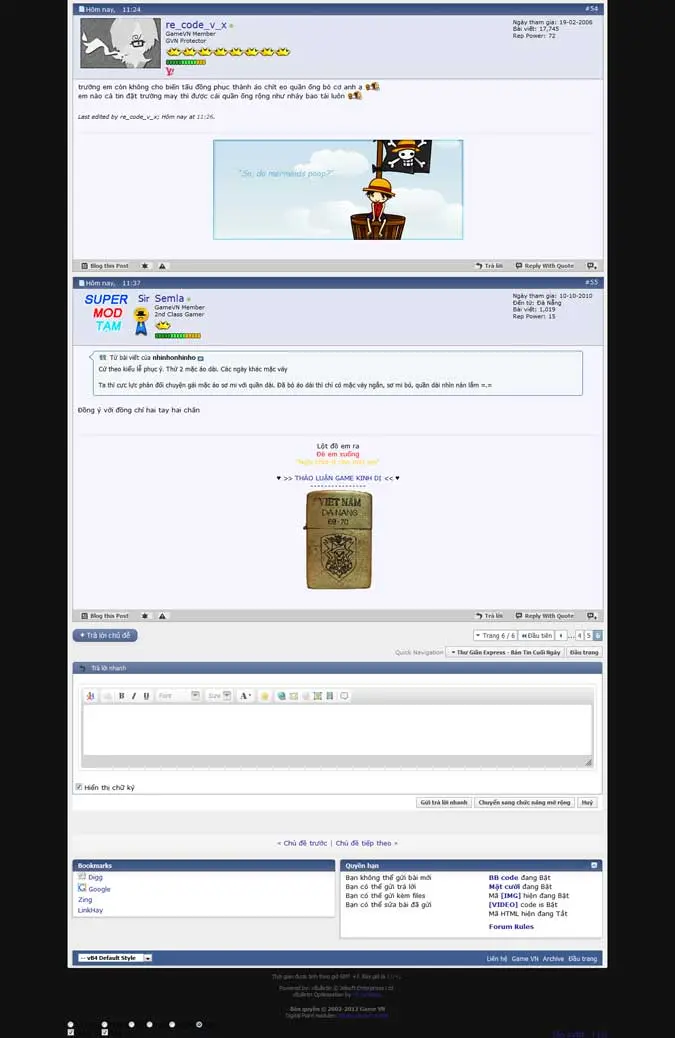 Hôm nay, 11:24
#54
re_code_v_x
GameVN Member
GVN Protector
Ngày tham gia: 19-02-2006
Bài viết: 17,745
Rep Power: 72
trường em còn không cho biến tấu đồng phục thành áo chít eo quần ống bó cơ anh ạ
em nào cả tin đặt trường may thì được cái quần ống rộng như nhảy bao tải luôn
Last edited by re_code_v_x; Hôm nay at 11:26.
"So, do mermaids poop?"
Blog this Post
Trả lời
Reply With Quote
Hôm nay, 11:37
#55
SUPER
MOD
TẠM
Sir Semla
GameVN Member
2nd Class Gamer
Ngày tham gia: 10-10-2010
Đến từ: Đà Nẵng
Bài viết: 1,019
Rep Power: 15
Từ bài viết của nhinhonhinho
Cứ theo kiểu lễ phục ý. Thứ 2 mặc áo dài. Các ngày khác mặc váy
Ta thì cực lực phản đối chuyện gái mặc áo sơ mi với quần dài. Đã bỏ áo dài thì chỉ có mặc váy ngắn, sơ mi bó, quần dài nhìn nản lắm =.=
Đồng ý với đồng chí hai tay hai chân
Lột đồ em ra
Đè em xuống
♥ >> THẢO LUẬN GAME KINH DỊ << ♥
----------------
VIET NAM
DA-NANG
69-70
Blog this Post
Trả lời
Reply With Quote
+ Trả lời chủ đề
Trang 6 / 6
Đầu tiên
...
4
5
6
Quick Navigation
Thư Giãn Express - Bản Tin Cuối Ngày
Đầu trang
Trả lời nhanh
B I U
Font
Size
A
Hiển thị chữ ký
Gửi trả lời nhanh
Chuyển sang chức năng mở rộng
Huỷ
« Chủ đề trước | Chủ đề tiếp theo »
Bookmarks
Digg
Google
Zing
LinkHay
Quyền hạn
Bạn không thể gửi bài mới
Bạn có thể gửi trả lời
Bạn có thể gửi kèm files
Bạn có thể sửa bài đã gửi
BB code đang Bật
Mặt cười đang Bật
Mã [IMG] hiện đang Bật
[VIDEO] code is Bật
Mã HTML hiện đang Tắt
Forum Rules
-- vB4 Default Style
Liên hệ
Game VN
Archive
Đầu trang
Bản quyền © 2002-2012 Game VN